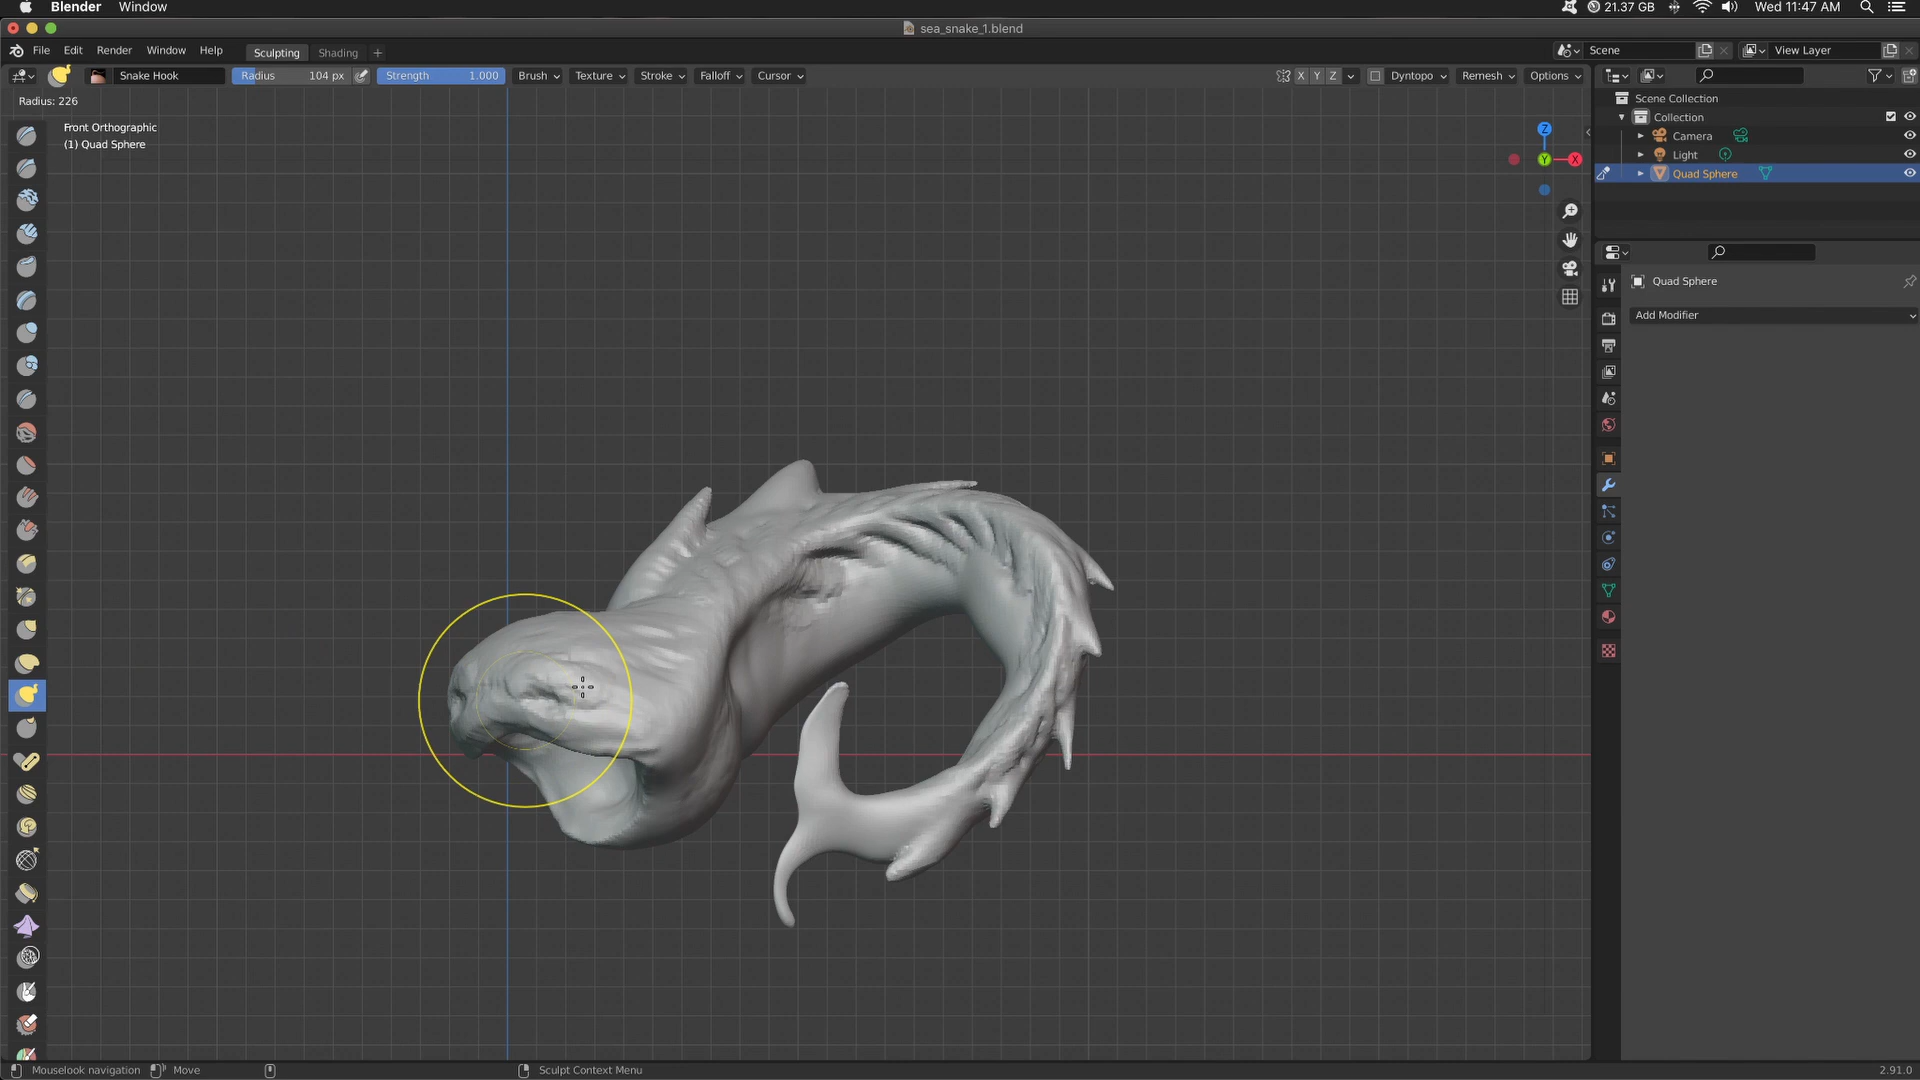 Blender Window 21.37 GB Wed 11:47 AM
sea_snake_1.blend
File Edit Render Window Help Sculpting Shading + Scene View Layer
Snake Hook Radius 104 px Strength 1.000 Brush Texture Stroke Falloff Cursor X Y Z Dyntopo Remesh Options
Radius: 226
Front Orthographic
(1) Quad Sphere
Z
Y
X
Scene Collection
Collection
Camera
Light
Quad Sphere
Quad Sphere
Add Modifier
Mouselook navigation Move Sculpt Context Menu 2.91.0